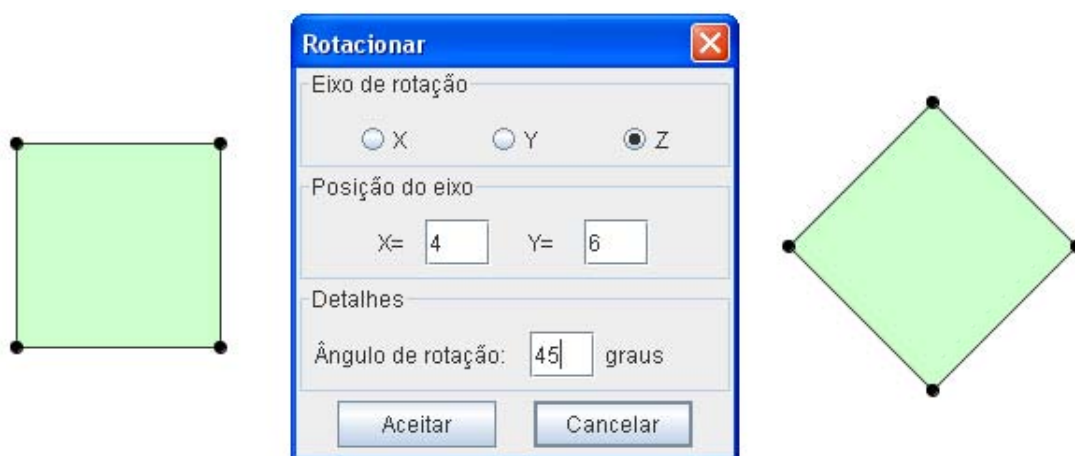 Rotacionar
Eixo de rotação
X Y Z
Posição do eixo
X= 4 Y= 6
Detalhes
Ângulo de rotação: 45 graus
Aceitar Cancelar